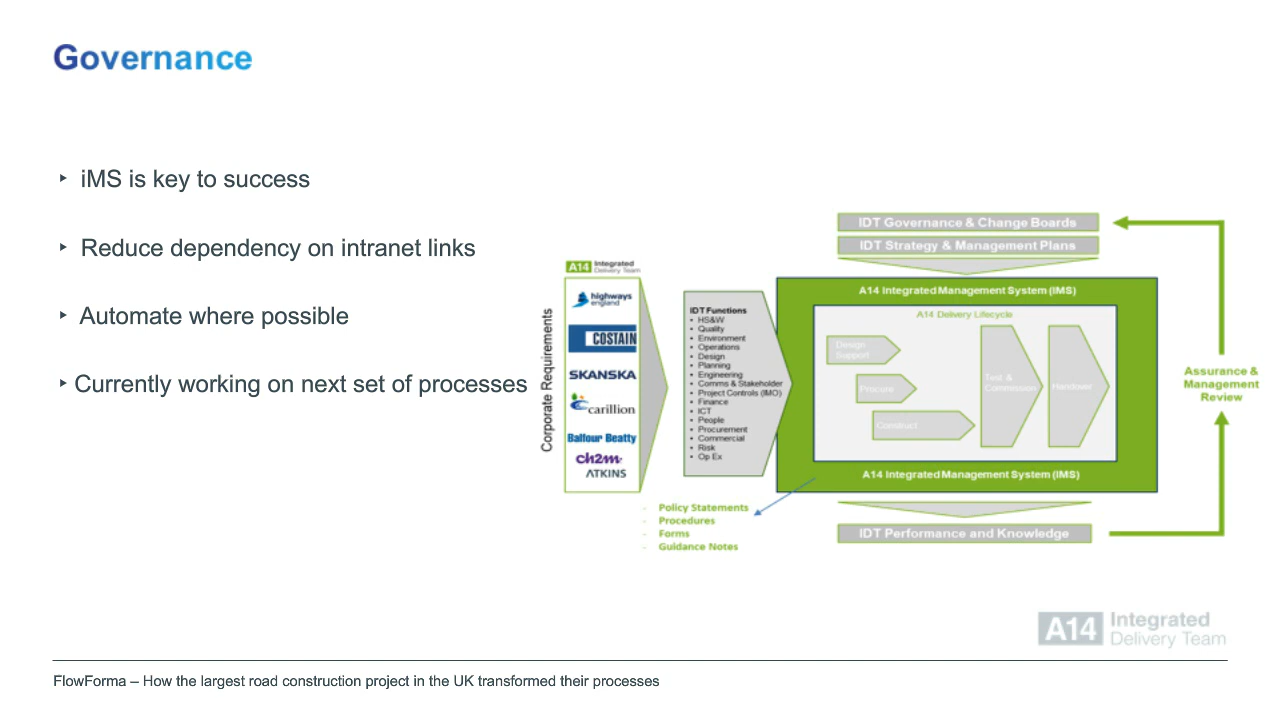 Governance
‣ iMS is key to success
‣ Reduce dependency on intranet links
‣ Automate where possible
‣ Currently working on next set of processes
Corporate Requirements
A14 Integrated
Delivery Team
highways
england
COSTAIN
SKANSKA
carillion
Balfour Beatty
ch2m
ATKINS
IDT Functions
• HS&W
• Quality
• Environment
• Operations
• Design
• Planning
• Engineering
• Comms & Stakeholder
• Project Controls (IMO)
• Finance
• ICT
• People
• Procurement
• Commercial
• Risk
• Op Ex
IDT Governance & Change Boards
IDT Strategy & Management Plans
A14 Integrated Management System (IMS)
A14 Delivery Lifecycle
Design
Support
Procure
Construct
Test &
Commission
Handover
A14 Integrated Management System (IMS)
- Policy Statements
- Procedures
- Forms
- Guidance Notes
IDT Performance and Knowledge
Assurance &
Management
Review
A14 Integrated
Delivery Team
FlowForma – How the largest road construction project in the UK transformed their processes